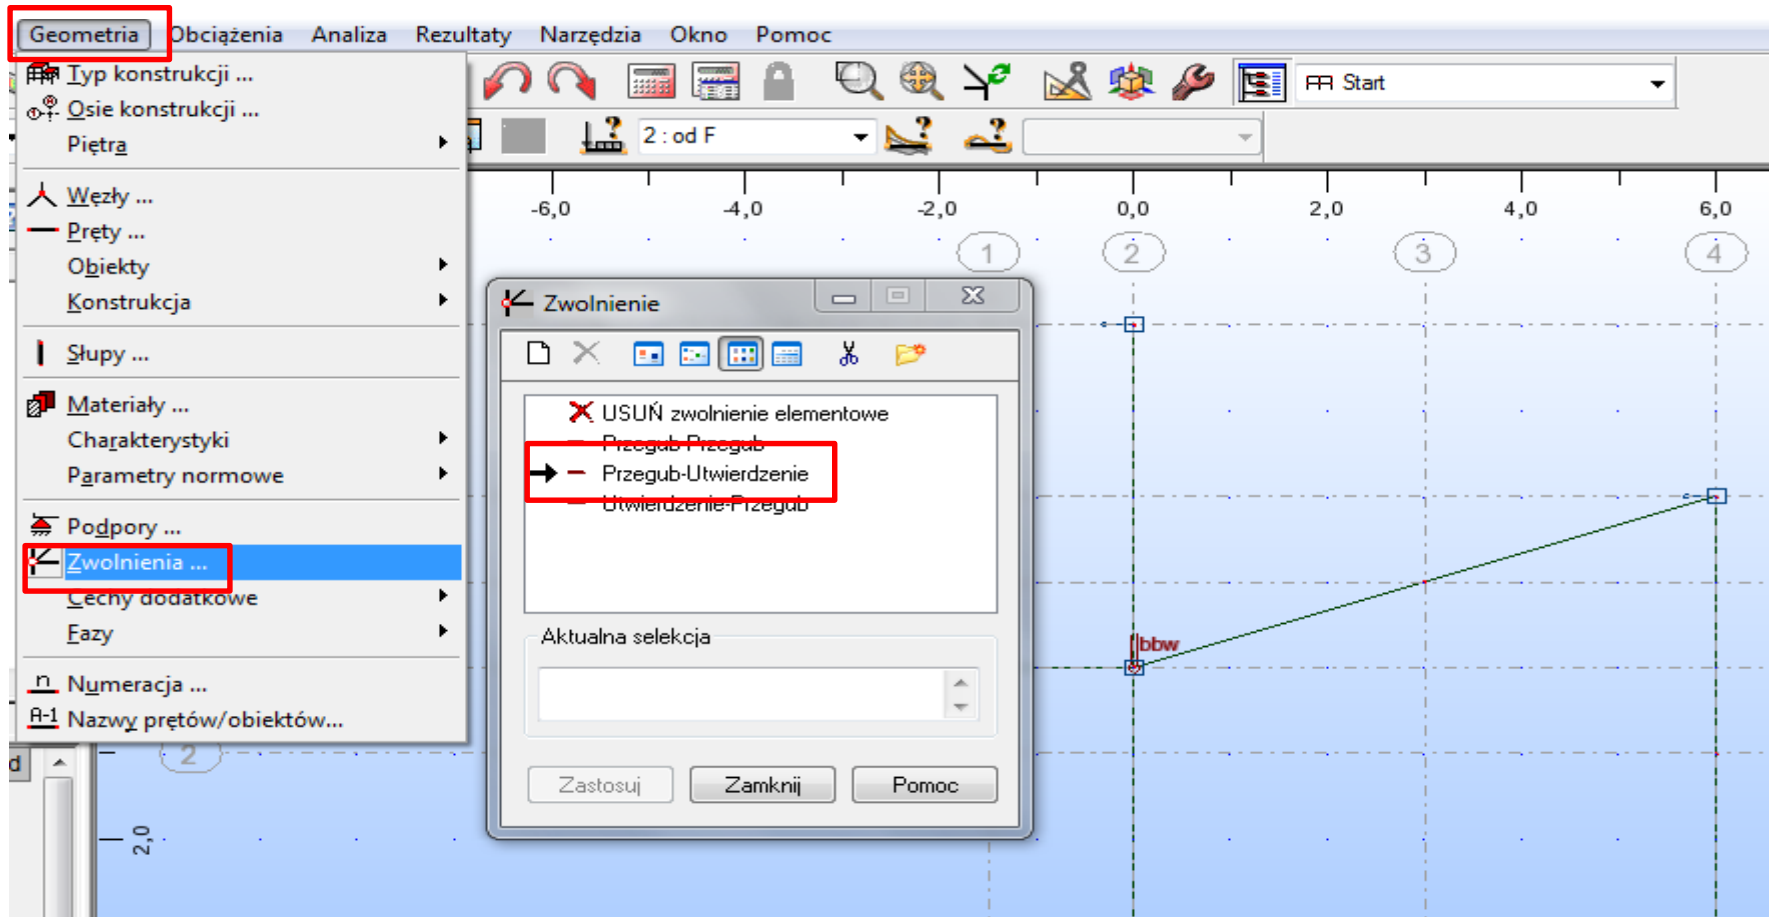 Geometria Obciążenia Analiza Rezultaty Narzędzia Okno Pomoc
Typ konstrukcji ...
Osie konstrukcji ...
Piętra
Węzły ...
Pręty ...
Obiekty
Konstrukcja
Słupy ...
Materiały ...
Charakterystyki
Parametry normowe
Podpory ...
Zwolnienia ...
Cechy dodatkowe
Fazy
n Numeracja ...
A-1 Nazwy prętów/obiektów...
Start
2 : od F
-6,0 -4,0 -2,0 0,0 2,0 4,0 6,0
1 2 3 4
Zwolnienie
USUŃ zwolnienie elementowe
Przegub-Przegub
Przegub-Utwierdzenie
Utwierdzenie-Przegub
Aktualna selekcja
Zastosuj Zamknij Pomoc
bbw
d
2
2,0